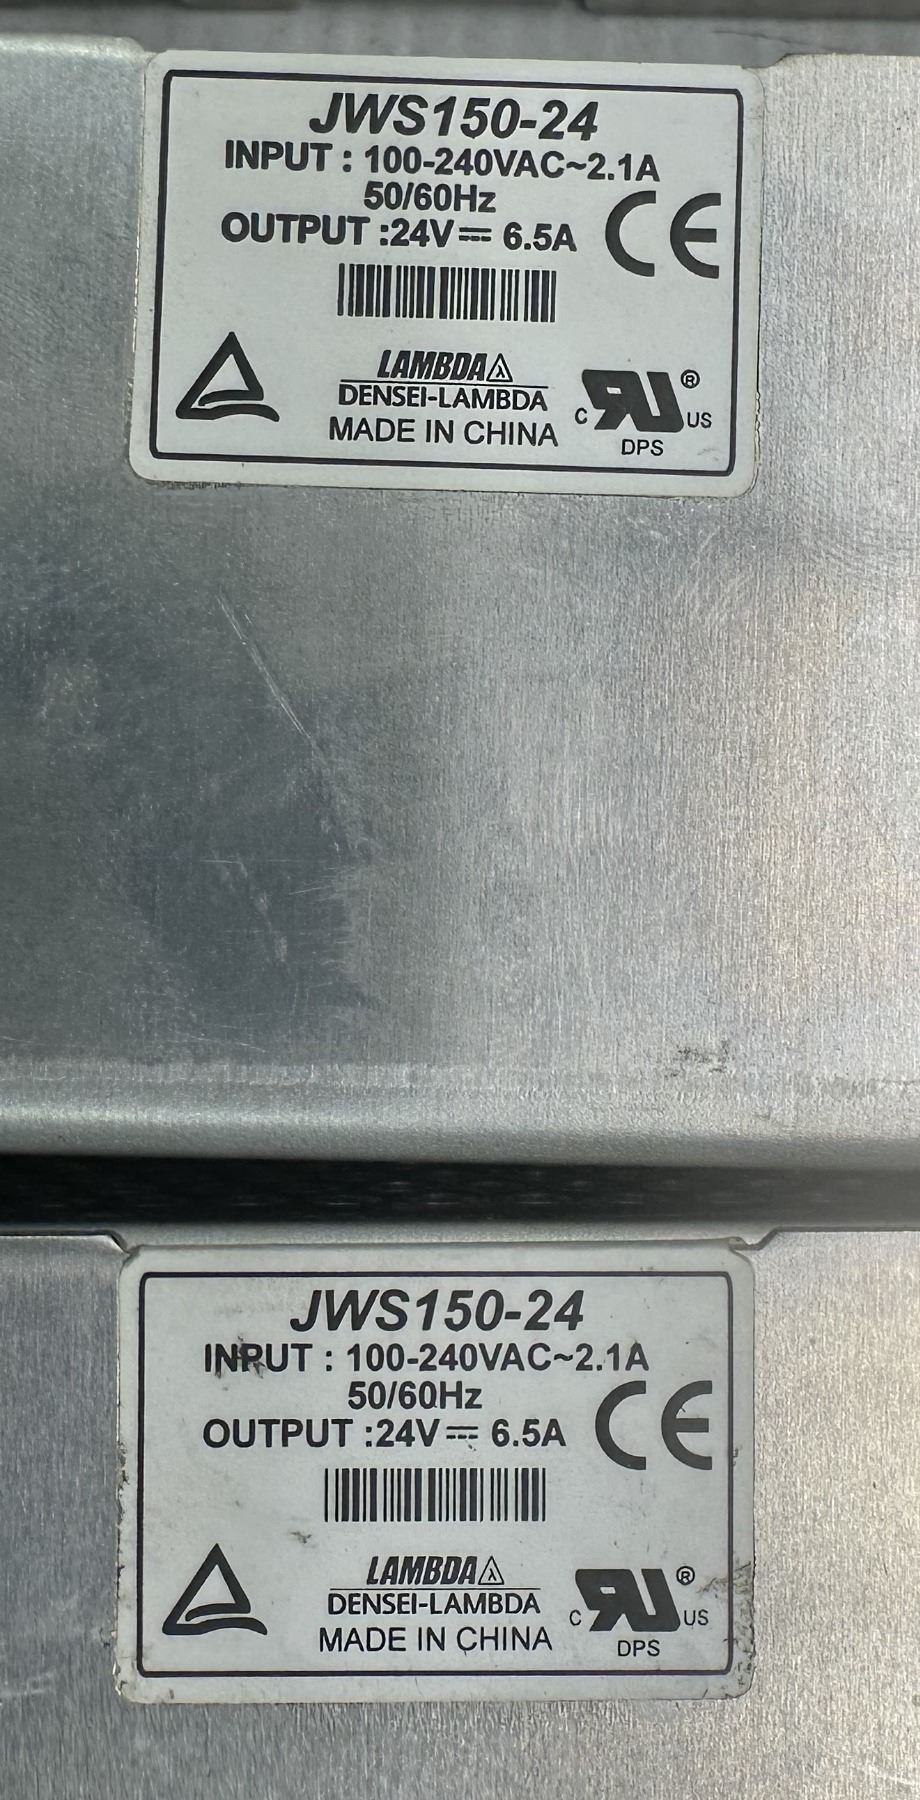 JWS150-24
INPUT : 100-240VAC~2.1A
50/60Hz
OUTPUT :24V⎓ 6.5A
CE
LAMBDA
DENSEI-LAMBDA
MADE IN CHINA
C RU ® US
DPS
JWS150-24
INPUT : 100-240VAC~2.1A
50/60Hz
OUTPUT :24V⎓ 6.5A
CE
LAMBDA
DENSEI-LAMBDA
MADE IN CHINA
C RU ® US
DPS